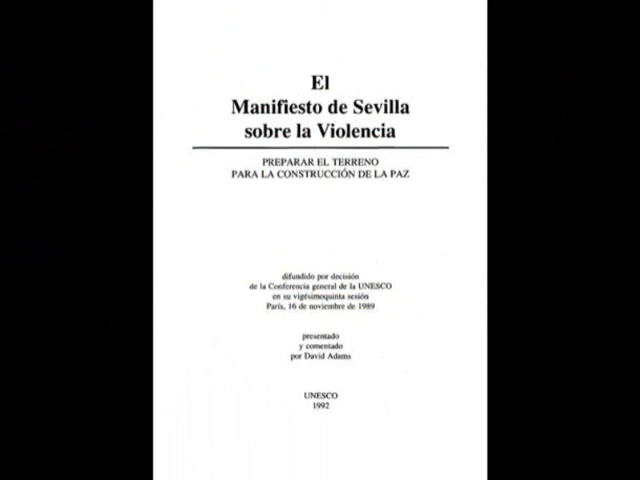 El
Manifiesto de Sevilla
sobre la Violencia
PREPARAR EL TERRENO
PARA LA CONSTRUCCIÓN DE LA PAZ
difundido por decisión
de la Conferencia general de la UNESCO
en su vigésimoquinta sesión
París, 16 de noviembre de 1989
presentado
y comentado
por David Adams
UNESCO
1992